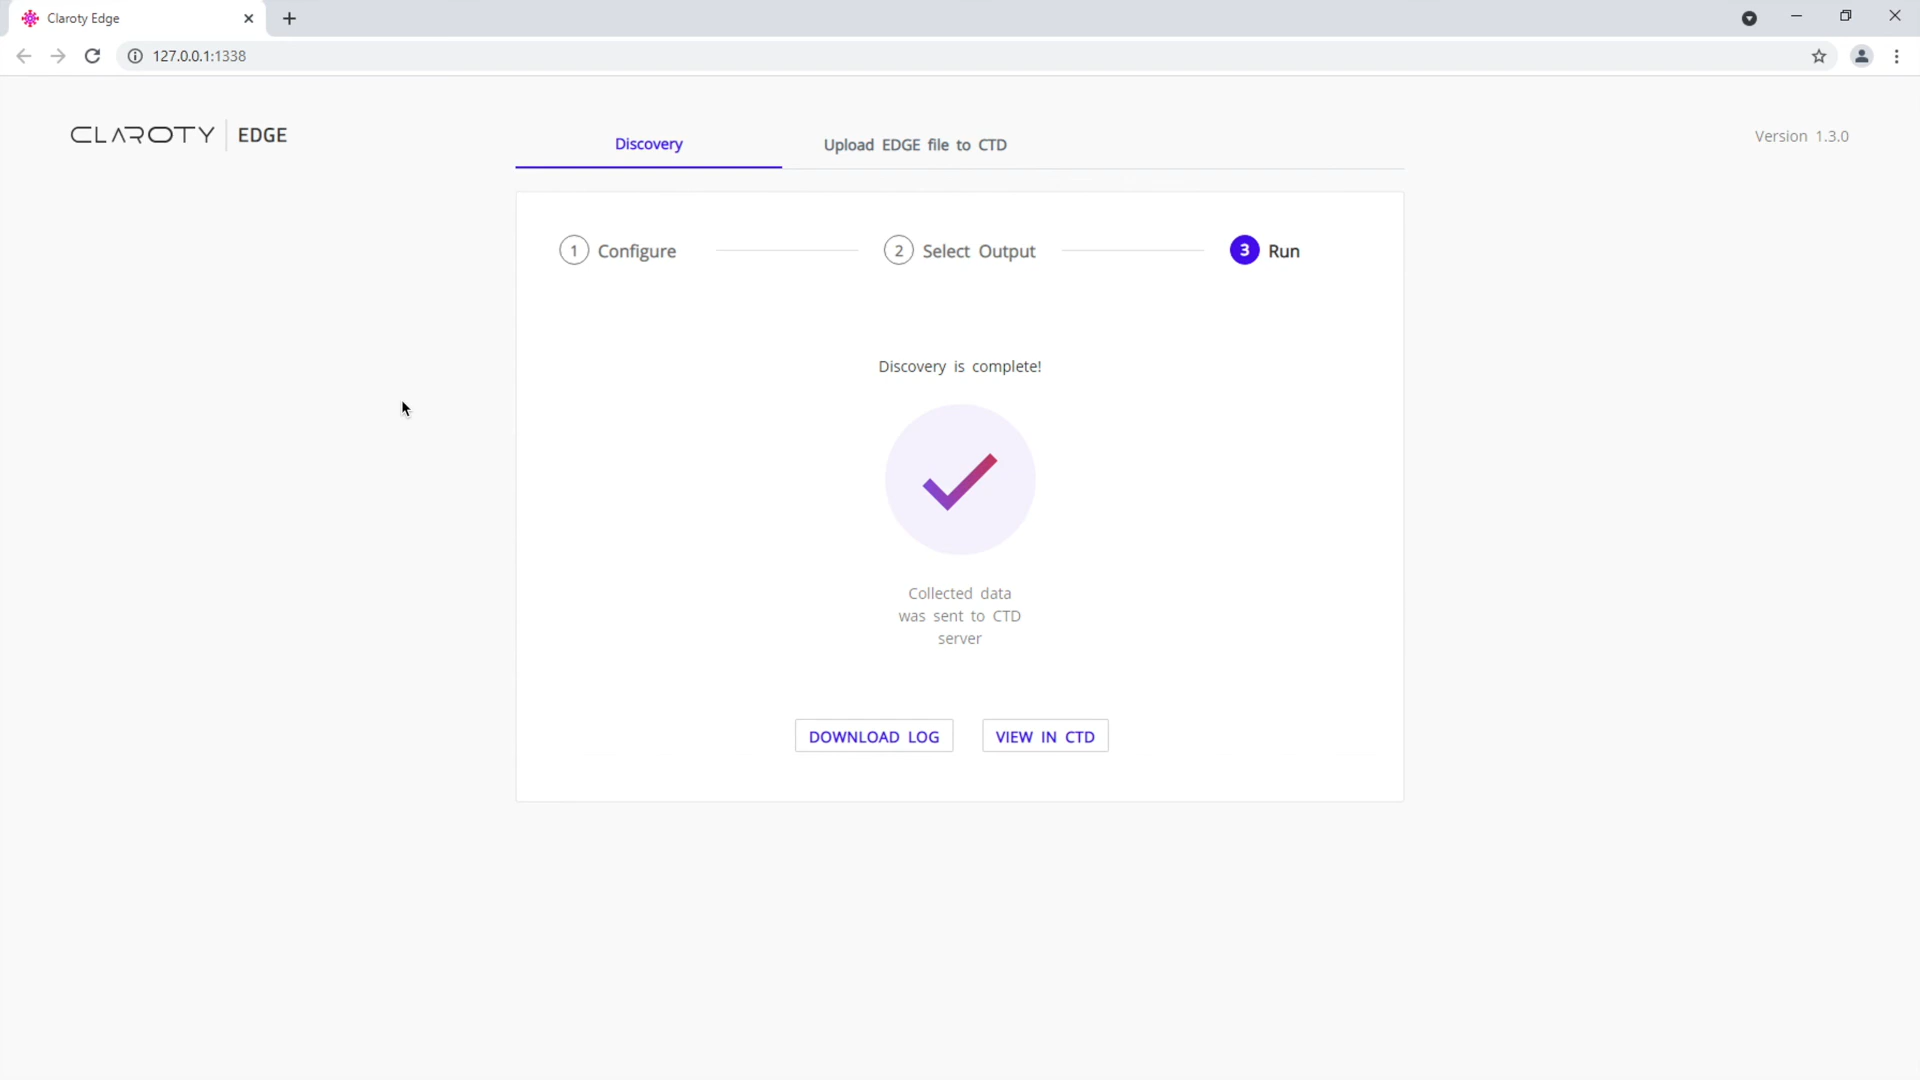 Claroty Edge
127.0.0.1:1338
CLAROTY EDGE
Discovery
Upload EDGE file to CTD
Version 1.3.0
1 Configure
2 Select Output
3 Run
Discovery is complete!
Collected data
was sent to CTD
server
DOWNLOAD LOG
VIEW IN CTD